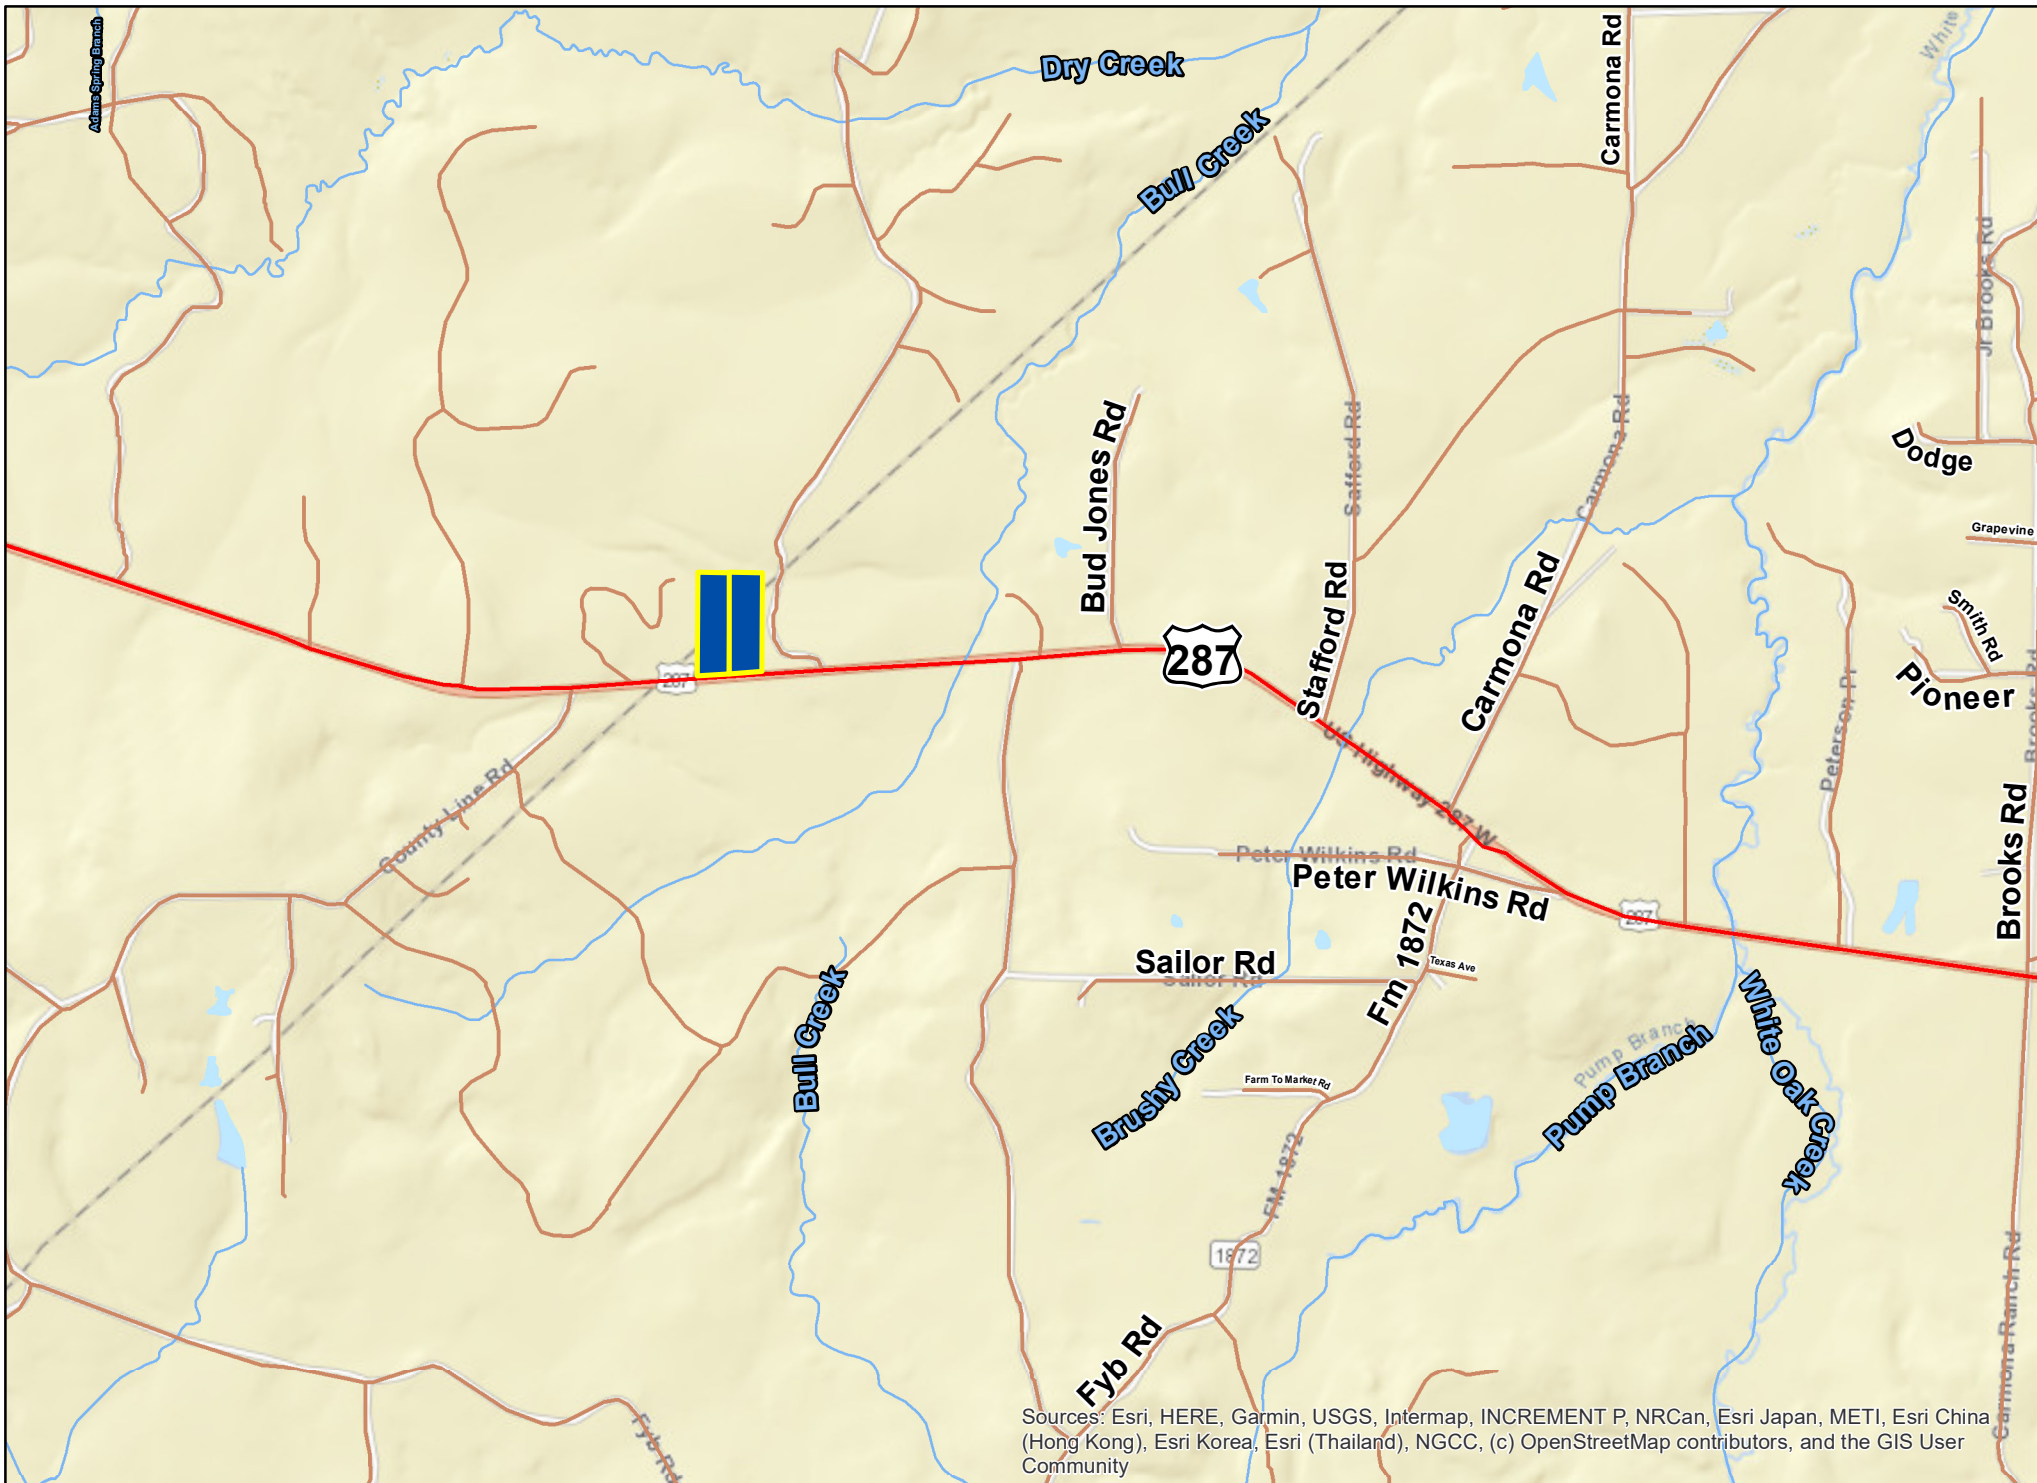 Adams Spring Branch
Dry Creek
Carmona Rd
White
Bull Creek
Jr Brooks Rd
Bud Jones Rd
Safford Rd
Carmona Rd
Dodge
Grapevine
Stafford Rd
Carmona Rd
Smith Rd
287
287
Pioneer
Peterson Pl
Brooks Rd
US Highway 287 W
County Line Rd
Brooks Rd
Peter Wilkins Rd
Peter Wilkins Rd
287
Fm 1872
Sailor Rd
Sailor Rd
Texas Ave
Bull Creek
White Oak Creek
Brushy Creek
Pump Branch
Pump Branch
Farm To Market Rd
FM 1872
1872
Carmona Ranch Rd
Fyb Rd
Fyb Rd
Sources: Esri, HERE, Garmin, USGS, Intermap, INCREMENT P, NRCan, Esri Japan, METI, Esri China
(Hong Kong), Esri Korea, Esri (Thailand), NGCC, (c) OpenStreetMap contributors, and the GIS User
Community